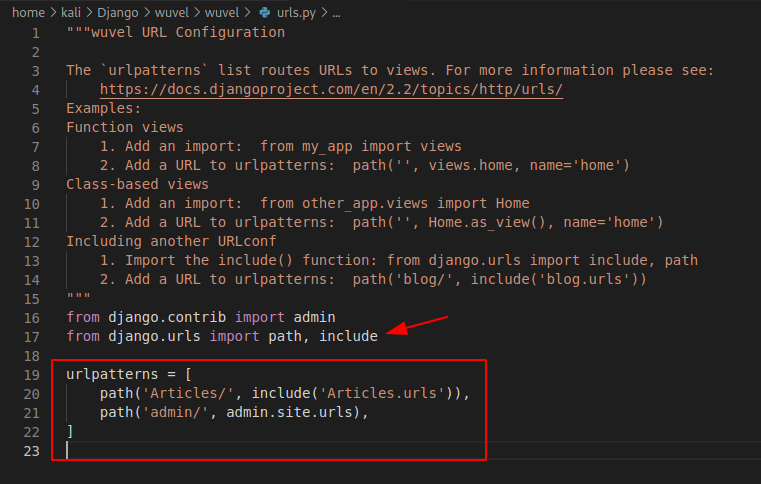 home > kali > Django > wuvel > wuvel > urls.py > ...
1 """wuvel URL Configuration
2
3 The `urlpatterns` list routes URLs to views. For more information please see:
4     https://docs.djangoproject.com/en/2.2/topics/http/urls/
5 Examples:
6 Function views
7     1. Add an import:  from my_app import views
8     2. Add a URL to urlpatterns:  path('', views.home, name='home')
9 Class-based views
10     1. Add an import:  from other_app.views import Home
11     2. Add a URL to urlpatterns:  path('', Home.as_view(), name='home')
12 Including another URLconf
13     1. Import the include() function: from django.urls import include, path
14     2. Add a URL to urlpatterns:  path('blog/', include('blog.urls'))
15 """
16 from django.contrib import admin
17 from django.urls import path, include
18
19 urlpatterns = [
20     path('Articles/', include('Articles.urls')),
21     path('admin/', admin.site.urls),
22 ]
23